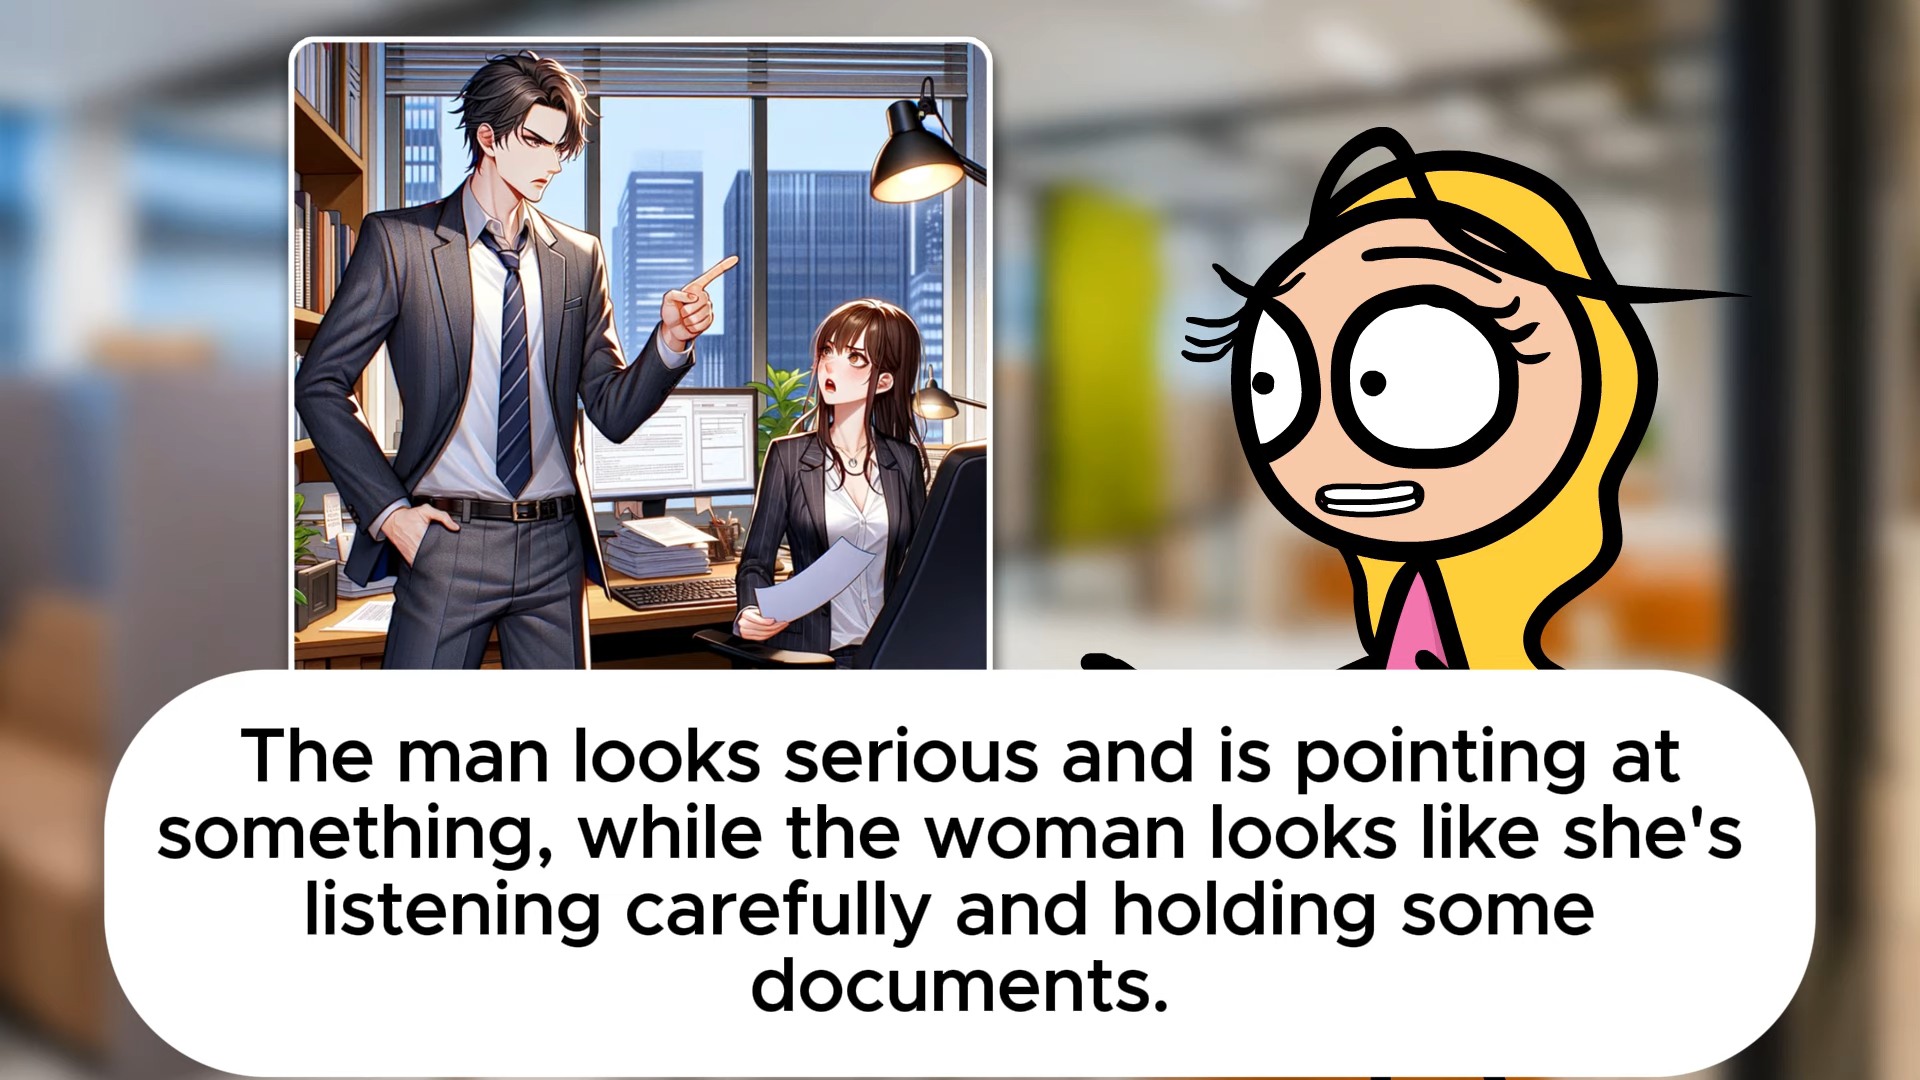 The man looks serious and is pointing at
something, while the woman looks like she's
listening carefully and holding some
documents.